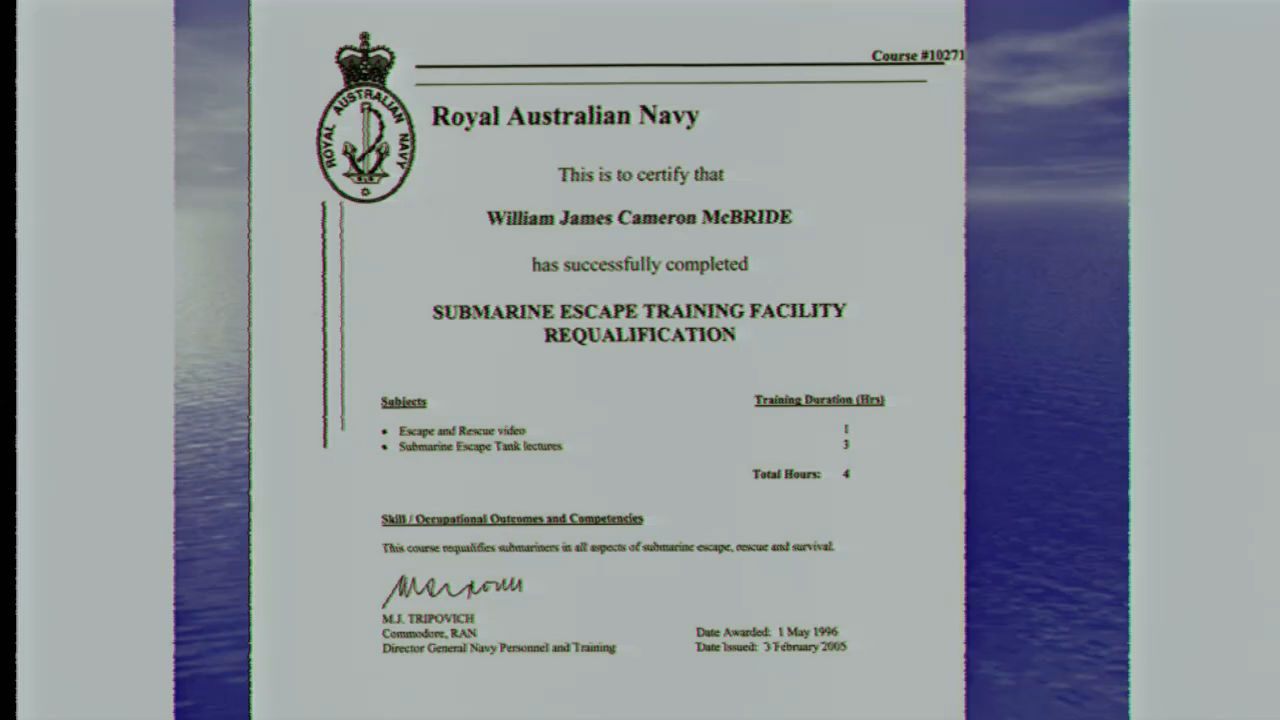 Course #10271
ROYAL AUSTRALIAN NAVY
Royal Australian Navy
This is to certify that
William James Cameron McBRIDE
has successfully completed
SUBMARINE ESCAPE TRAINING FACILITY
REQUALIFICATION
Subjects Training Duration (Hrs)
• Escape and Rescue video 1
• Submarine Escape Tank lectures 3
Total Hours: 4
Skill / Occupational Outcomes and Competencies
This course requalifies submariners in all aspects of submarine escape, rescue and survival.
M.J. TRIPOVICH
Commodore, RAN Date Awarded: 1 May 1996
Director General Navy Personnel and Training Date Issued: 3 February 2005